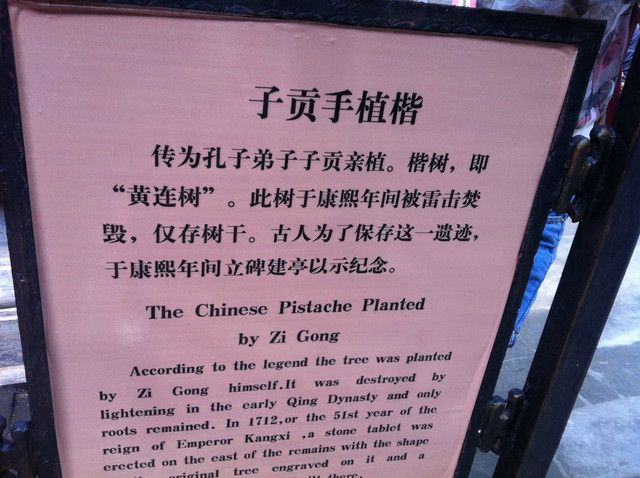 子贡手植楷
传为孔子弟子子贡亲植。楷树，即
“黄连树”。此树于康熙年间被雷击焚
毁，仅存树干。古人为了保存这一遗迹，
于康熙年间立碑建亭以示纪念。
The Chinese Pistache Planted
by Zi Gong
According to the legend the tree was planted
by Zi Gong himself.It was destroyed by
lightening in the early Qing Dynasty and only
roots remained. In 1712,or the 51st year of the
reign of Emperor Kangxi ,a stone tablet was
erected on the east of the remains with the shape
original tree engraved on it and a
there.